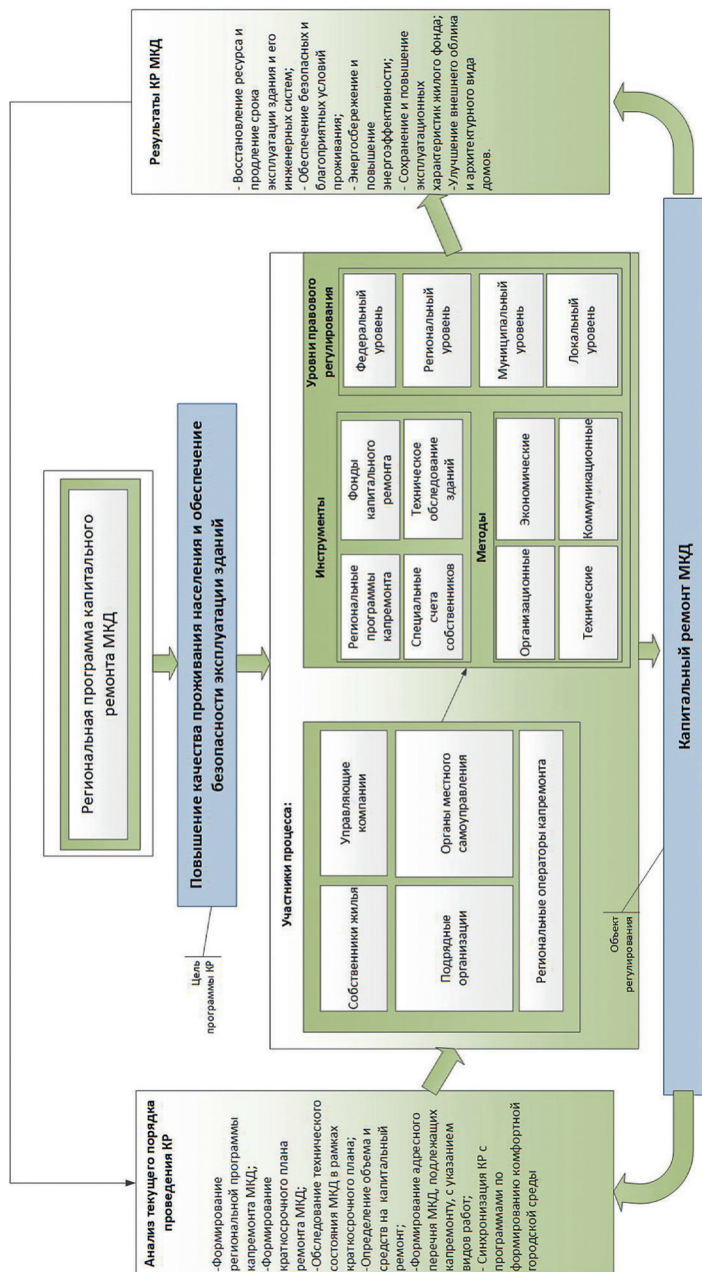 Региональная программа капитального
ремонта МКД
Повышение качества проживания населения и обеспечение
безопасности эксплуатации зданий
Цель
программы КР
Анализ текущего порядка
проведения КР
-Формирование
региональной программы
капремонта МКД;
-Формирование
краткосрочного плана
ремонта МКД;
-Обследование технического
состояния МКД в рамках
краткосрочного плана;
-Определение объема и
средств на капитальный
ремонт;
-Формирование адресного
перечня МКД, подлежащих
капремонту, с указанием
видов работ;
- Синхронизация КР с
программами по
формированию комфортной
городской среды
Участники процесса:
Собственники жилья
Управляющие
компании
Подрядные
организации
Органы местного
самоуправления
Региональные операторы капремонта
Инструменты
Региональные
программы
капремонта
Фонды
капитального
ремонта
Специальные
счета
собственников
Техническое
обследование
зданий
Методы
Организационные
Экономические
Технические
Коммуникационные
Уровни правового
регулирования
Федеральный
уровень
Региональный
уровень
Муниципальный
уровень
Локальный
уровень
Результаты КР МКД
- Восстановление ресурса и
продление срока
эксплуатации здания и его
инженерных систем;
- Обеспечение безопасных и
благоприятных условий
проживания;
- Энергосбережение и
повышение
энергоэффективности;
- Сохранение и повышение
эксплуатационных
характеристик жилого фонда;
-Улучшение внешнего облика
и архитектурного вида
домов.
Объект
регулирования
Капитальный ремонт МКД